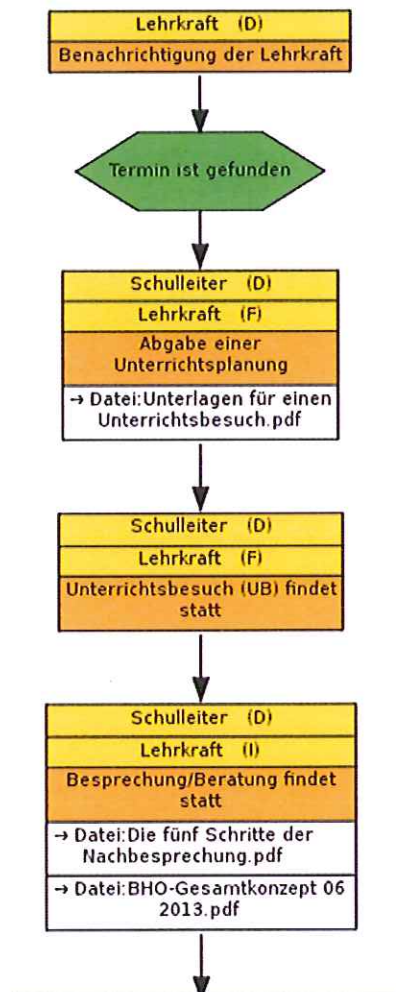 Lehrkraft (D)
Benachrichtigung der Lehrkraft
Termin ist gefunden
Schulleiter (D)
Lehrkraft (F)
Abgabe einer
Unterrichtsplanung
→ Datei:Unterlagen für einen
Unterrichtsbesuch.pdf
Schulleiter (D)
Lehrkraft (F)
Unterrichtsbesuch (UB) findet
statt
Schulleiter (D)
Lehrkraft (I)
Besprechung/Beratung findet
statt
→ Datei:Die fünf Schritte der
Nachbesprechung.pdf
→ Datei:BHO-Gesamtkonzept 06
2013.pdf